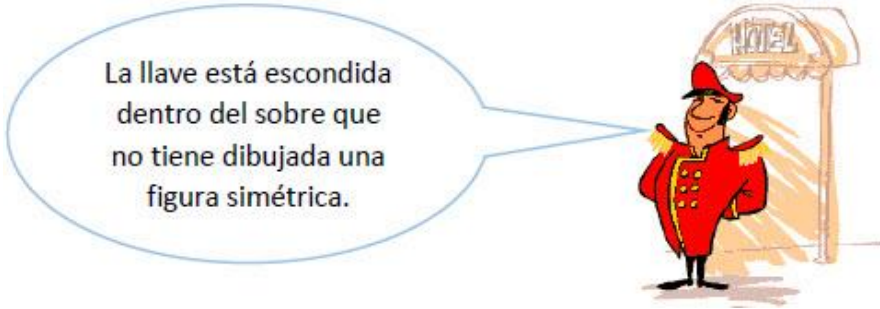 HOTEL
La llave está escondida
dentro del sobre que
no tiene dibujada una
figura simétrica.